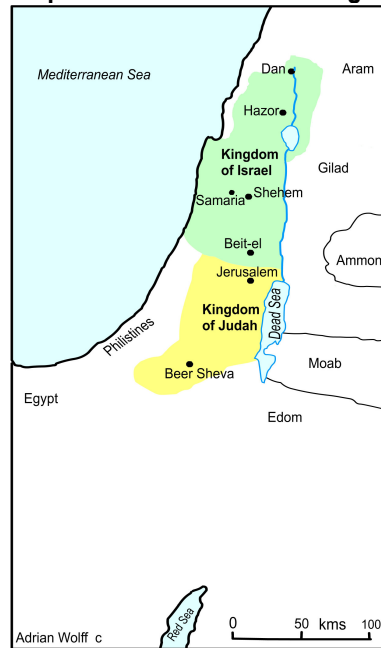 Mediterranean Sea
Dan
Aram
Hazor
Kingdom
of Israel
Gilad
Samaria
Shehem
Beit-el
Ammon
Jerusalem
Kingdom
of Judah
Dead Sea
Philistines
Moab
Beer Sheva
Egypt
Edom
Red Sea
0 50 kms 100
Adrian Wolff c